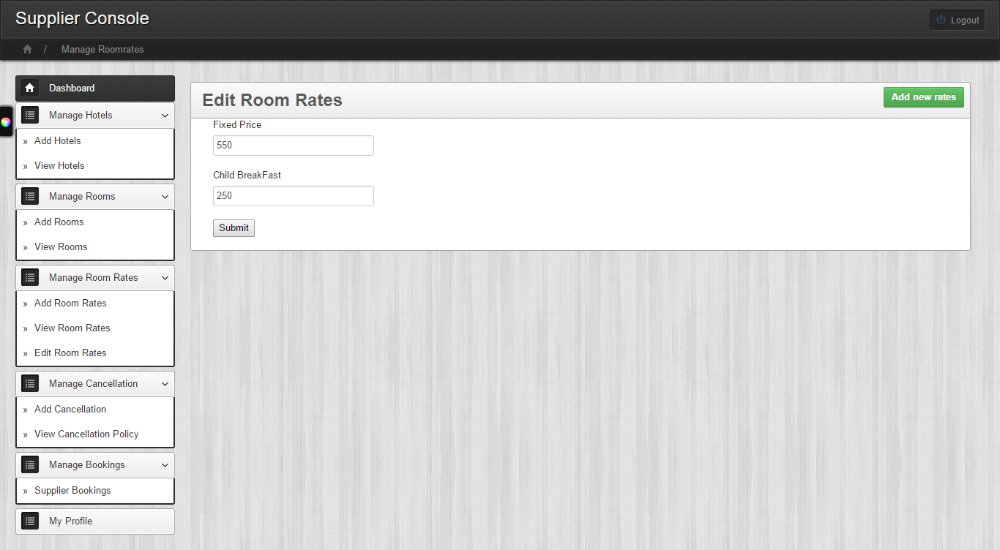 Supplier Console
Logout
/ Manage Roomrates
Dashboard
Manage Hotels
» Add Hotels
» View Hotels
Manage Rooms
» Add Rooms
» View Rooms
Manage Room Rates
» Add Room Rates
» View Room Rates
» Edit Room Rates
Manage Cancellation
» Add Cancellation
» View Cancellation Policy
Manage Bookings
» Supplier Bookings
My Profile
Edit Room Rates
Add new rates
Fixed Price
550
Child BreakFast
250
Submit